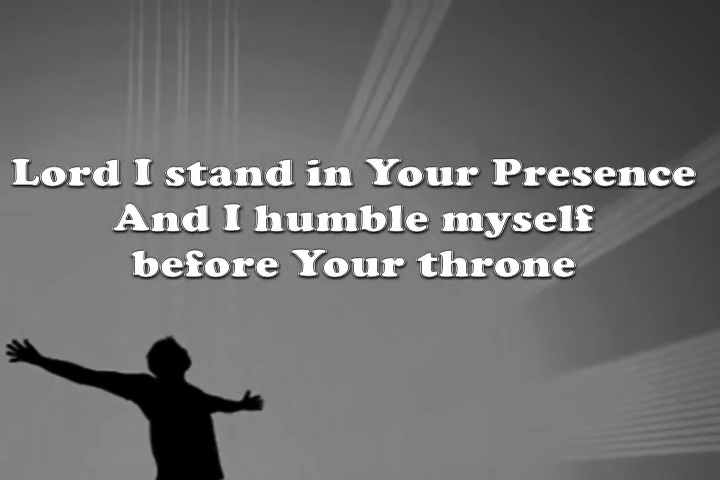 Lord I stand in Your Presence
And I humble myself
before Your throne